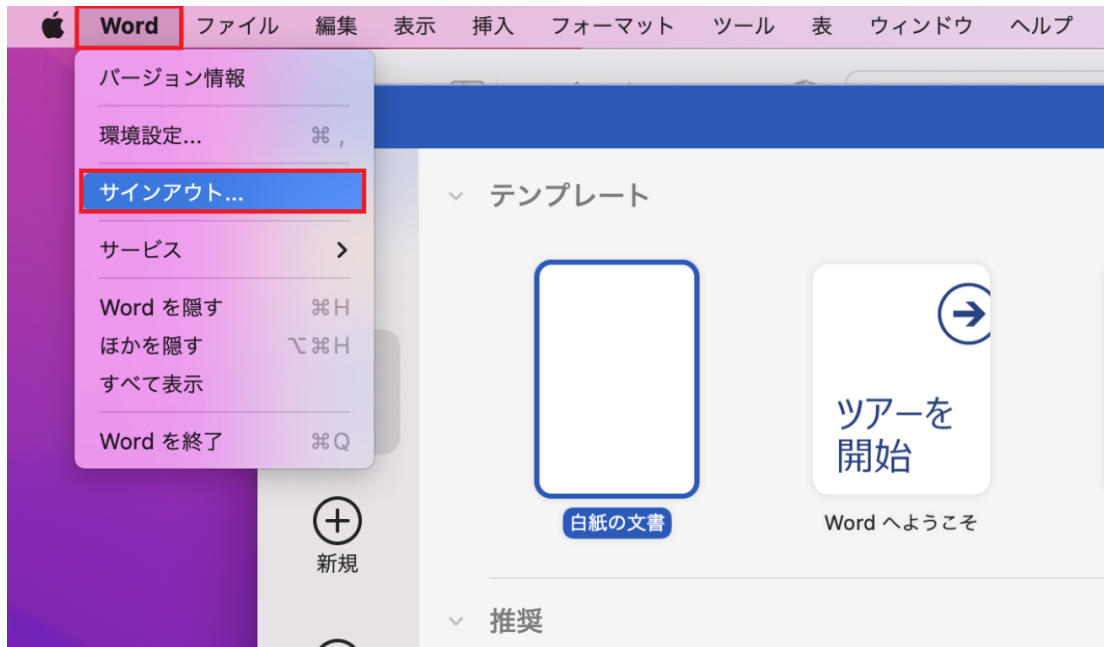 Word ファイル 編集 表示 挿入 フォーマット ツール 表 ウィンドウ ヘルプ
バージョン情報
環境設定... ⌘ ,
サインアウト...
サービス
Word を隠す ⌘H
ほかを隠す ⌥⌘H
すべて表示
Word を終了 ⌘Q
新規
テンプレート
ツアーを
開始
白紙の文書
Word へようこそ
推奨